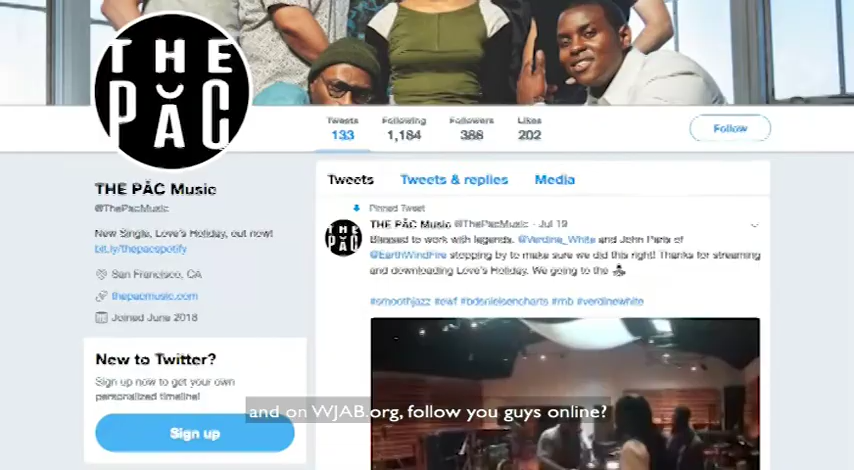 THE
PĂC
Tweets Following Followers Likes
133 1,184 388 202
Follow
THE PĂC Music
@ThePacMusic
New Single, Love's Holiday, out now!
bit.ly/thepacspotify
San Francisco, CA
thepacmusic.com
Joined June 2018
New to Twitter?
Sign up now to get your own
personalized timeline!
Sign up
Tweets Tweets & replies Media
Pinned Tweet
THE PĂC
THE PĂC Music @ThePacMusic · Jul 19
Blessed to work with legends. @Verdine_White and John Paris of
@EarthWindFire stopping by to make sure we did this right! Thanks for streaming
and downloading Love's Holiday. We going to the
#smoothjazz #ewf #bdsnielsencharts #rnb #verdinewhite
and on WJAB.org, follow you guys online?